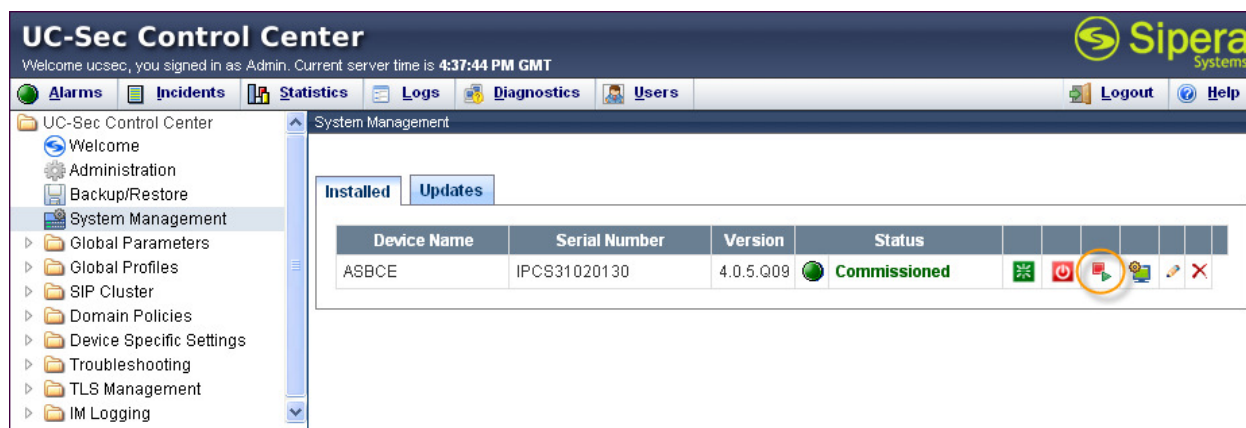 UC-Sec Control Center
Sipera
Systems
Welcome ucsec, you signed in as Admin. Current server time is 4:37:44 PM GMT
Alarms Incidents Statistics Logs Diagnostics Users Logout Help
UC-Sec Control Center
Welcome
Administration
Backup/Restore
System Management
Global Parameters
Global Profiles
SIP Cluster
Domain Policies
Device Specific Settings
Troubleshooting
TLS Management
IM Logging
System Management
Installed Updates
Device Name Serial Number Version Status
ASBCE IPCS31020130 4.0.5.Q09 Commissioned